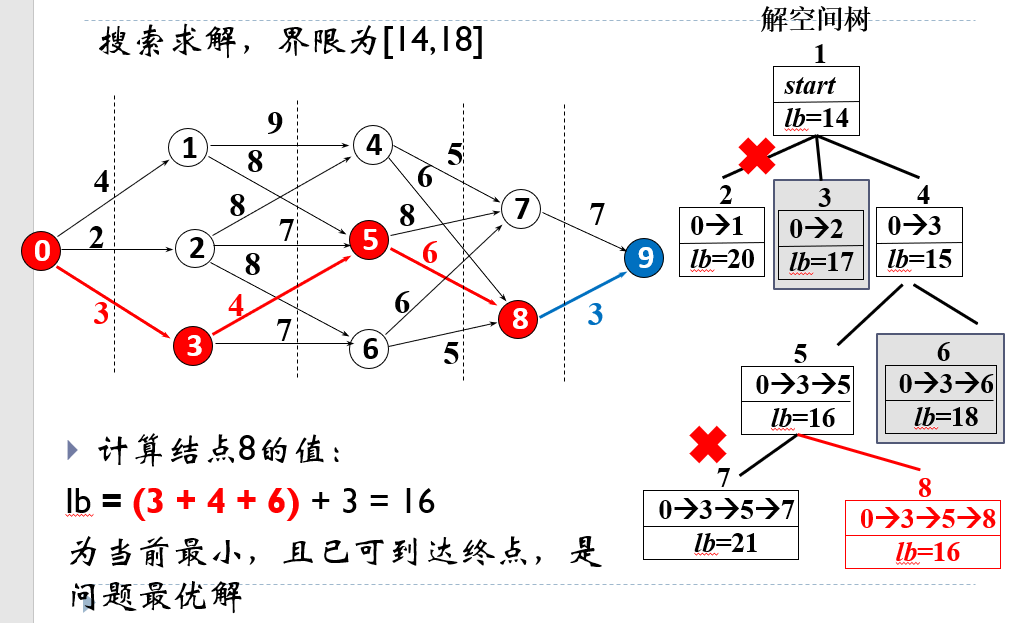 搜索求解，界限为[14,18]
解空间树
1
start
lb=14
2
0→1
lb=20
3
0→2
lb=17
4
0→3
lb=15
5
0→3→5
lb=16
6
0→3→6
lb=18
7
0→3→5→7
lb=21
8
0→3→5→8
lb=16
9
1
4
8
5
4
6
8
7
2
7
0
2
5
8
6
9
8
3
4
6
3
7
8
3
6
5
6
计算结点8的值：
lb = (3 + 4 + 6) + 3 = 16
为当前最小，且已可到达终点，是
问题最优解